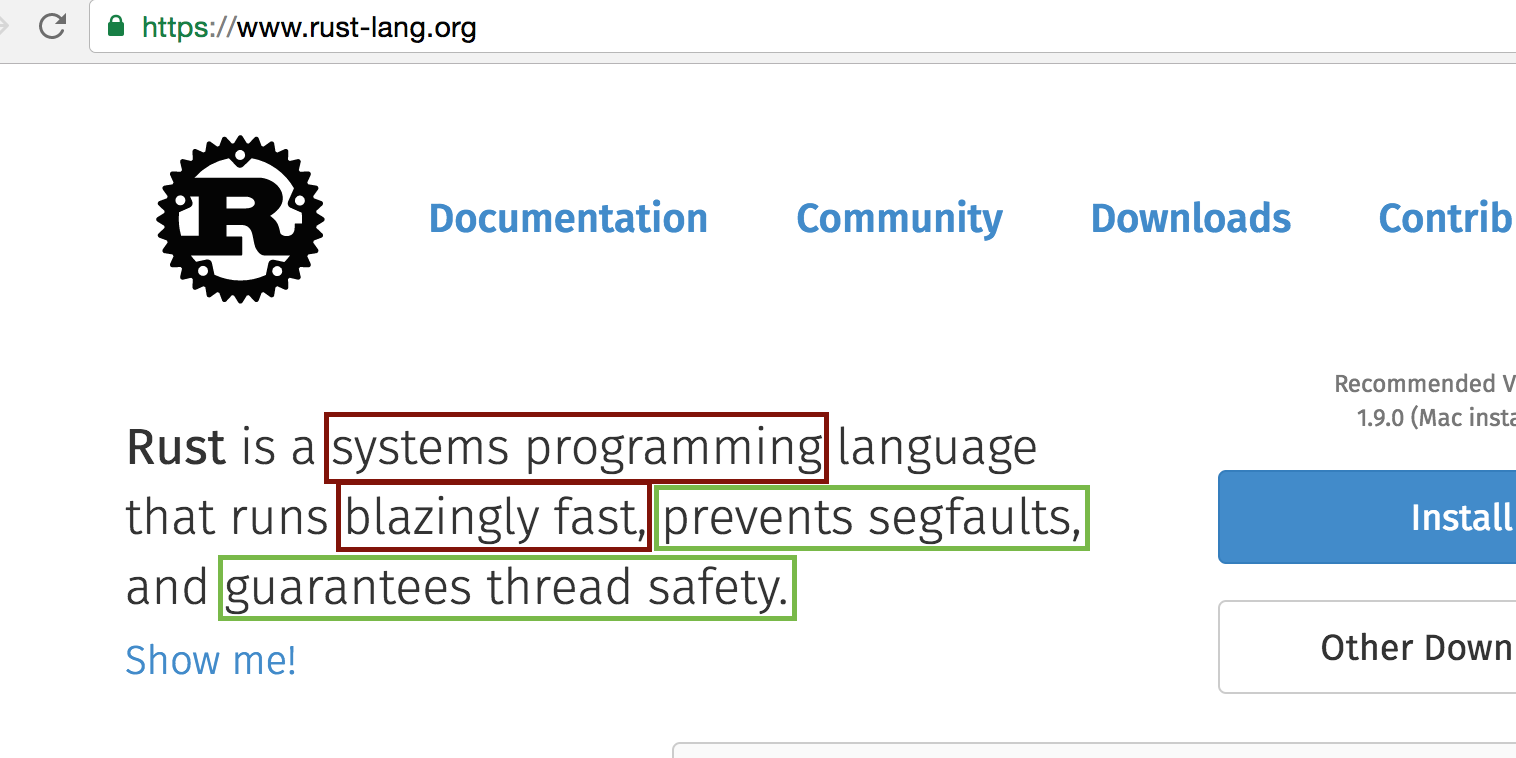 https://www.rust-lang.org
R
Documentation Community Downloads Contrib
Recommended V
1.9.0 (Mac insta
Rust is a systems programming language
that runs blazingly fast, prevents segfaults,
and guarantees thread safety.
Show me!
Install
Other Down